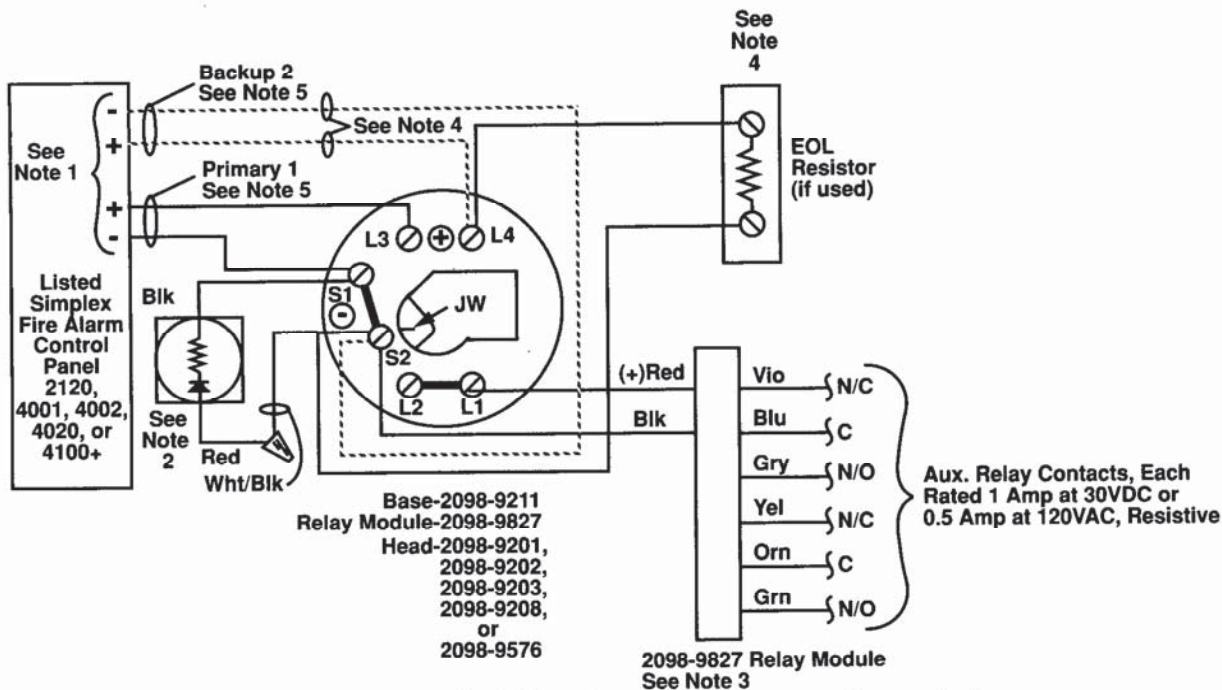 See
Note
4
Backup 2
See Note 5
-
+
See Note 4
See
Note 1
Primary 1
See Note 5
+
-
EOL
Resistor
(if used)
L3
+
L4
Listed
Simplex
Fire Alarm
Control
Panel
2120,
4001, 4002,
4020, or
4100+
Blk
S1
-
JW
S2
L2
L1
See
Note
2
Red
Wht/Blk
(+)Red
Blk
Vio
N/C
Blu
C
Gry
N/O
Yel
N/C
Orn
C
Grn
N/O
Aux. Relay Contacts, Each
Rated 1 Amp at 30VDC or
0.5 Amp at 120VAC, Resistive
Base-2098-9211
Relay Module-2098-9827
Head-2098-9201,
2098-9202,
2098-9203,
2098-9208,
or
2098-9576
2098-9827 Relay Module
See Note 3